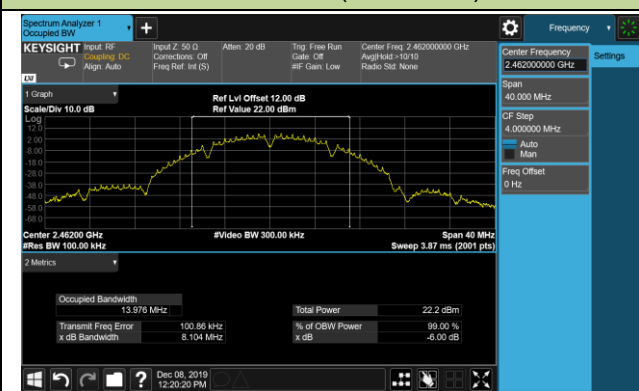 Spectrum Analyzer 1
Occupied BW
Frequency
KEYSIGHT
Input: RF
Coupling: DC
Align: Auto
Input Z: 50 Ω
Corrections: Off
Freq Ref: Int (S)
Atten: 20 dB
Trig: Free Run
Gate: Off
#IF Gain: Low
Center Freq: 2.462000000 GHz
Avg|Hold:>10/10
Radio Std: None
LXI
Center Frequency
2.462000000 GHz
Settings
Span
40.000 MHz
CF Step
4.000000 MHz
Auto
Man
Freq Offset
0 Hz
1 Graph
Scale/Div 10.0 dB
Ref Lvl Offset 12.00 dB
Ref Value 22.00 dBm
Log
12.0
2.00
-8.00
-18.0
-28.0
-38.0
-48.0
-58.0
-68.0
Center 2.46200 GHz
#Res BW 100.00 kHz
#Video BW 300.00 kHz
Span 40 MHz
Sweep 3.87 ms (2001 pts)
2 Metrics
Occupied Bandwidth
13.976 MHz
Total Power 22.2 dBm
Transmit Freq Error 100.86 kHz
% of OBW Power 99.00 %
x dB Bandwidth 8.104 MHz
x dB -6.00 dB
?
Dec 08, 2019
12:20:20 PM